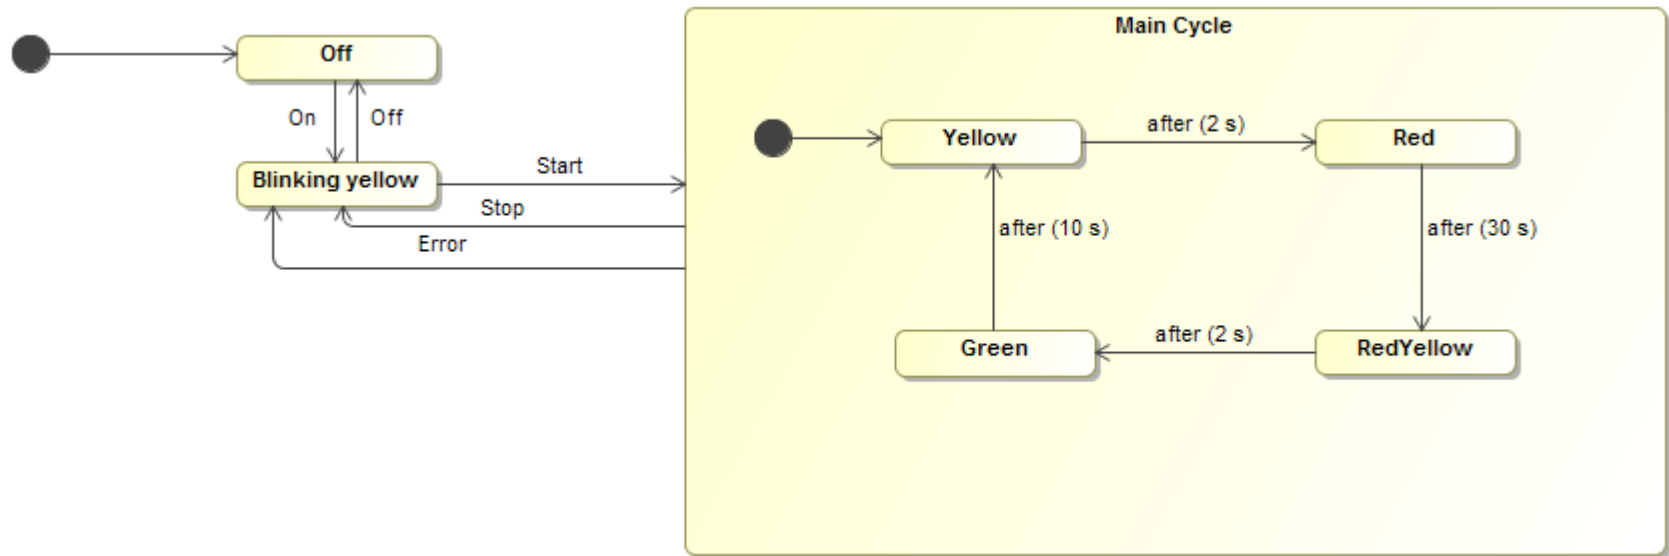 Main Cycle
Off
On
Off
Blinking yellow
Start
Stop
Error
Yellow
after (2 s)
Red
after (10 s)
after (30 s)
Green
after (2 s)
RedYellow